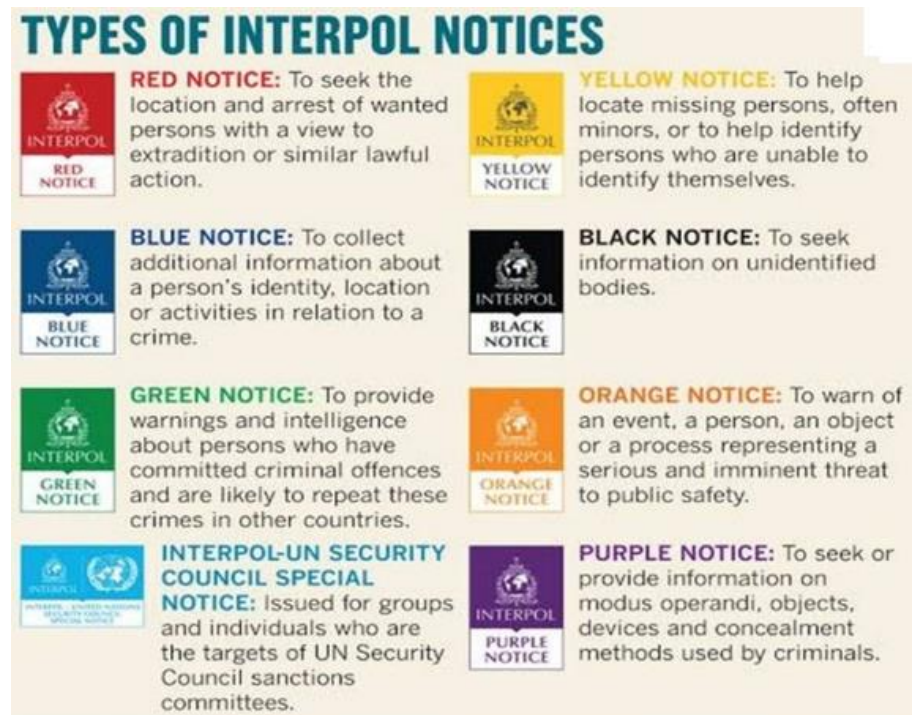 TYPES OF INTERPOL NOTICES
INTERPOL
RED
NOTICE
RED NOTICE: To seek the
location and arrest of wanted
persons with a view to
extradition or similar lawful
action.
INTERPOL
YELLOW
NOTICE
YELLOW NOTICE: To help
locate missing persons, often
minors, or to help identify
persons who are unable to
identify themselves.
INTERPOL
BLUE
NOTICE
BLUE NOTICE: To collect
additional information about
a person's identity, location
or activities in relation to a
crime.
INTERPOL
BLACK
NOTICE
BLACK NOTICE: To seek
information on unidentified
bodies.
INTERPOL
GREEN
NOTICE
GREEN NOTICE: To provide
warnings and intelligence
about persons who have
committed criminal offences
and are likely to repeat these
crimes in other countries.
INTERPOL
ORANGE
NOTICE
ORANGE NOTICE: To warn of
an event, a person, an object
or a process representing a
serious and imminent threat
to public safety.
INTERPOL
INTERPOL - UNITED NATIONS
SECURITY COUNCIL
SPECIAL NOTICE
INTERPOL-UN SECURITY
COUNCIL SPECIAL
NOTICE: Issued for groups
and individuals who are
the targets of UN Security
Council sanctions
committees.
INTERPOL
PURPLE
NOTICE
PURPLE NOTICE: To seek or
provide information on
modus operandi, objects,
devices and concealment
methods used by criminals.